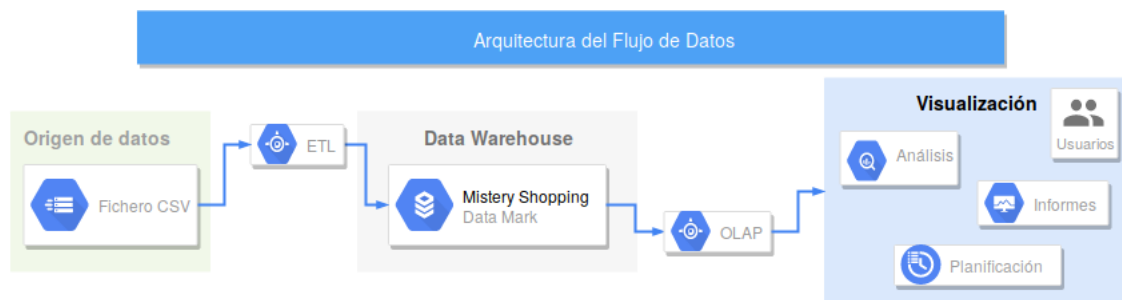 Arquitectura del Flujo de Datos
Origen de datos
Fichero CSV
ETL
Data Warehouse
Mistery Shopping
Data Mark
OLAP
Visualización
Usuarios
Análisis
Informes
Planificación